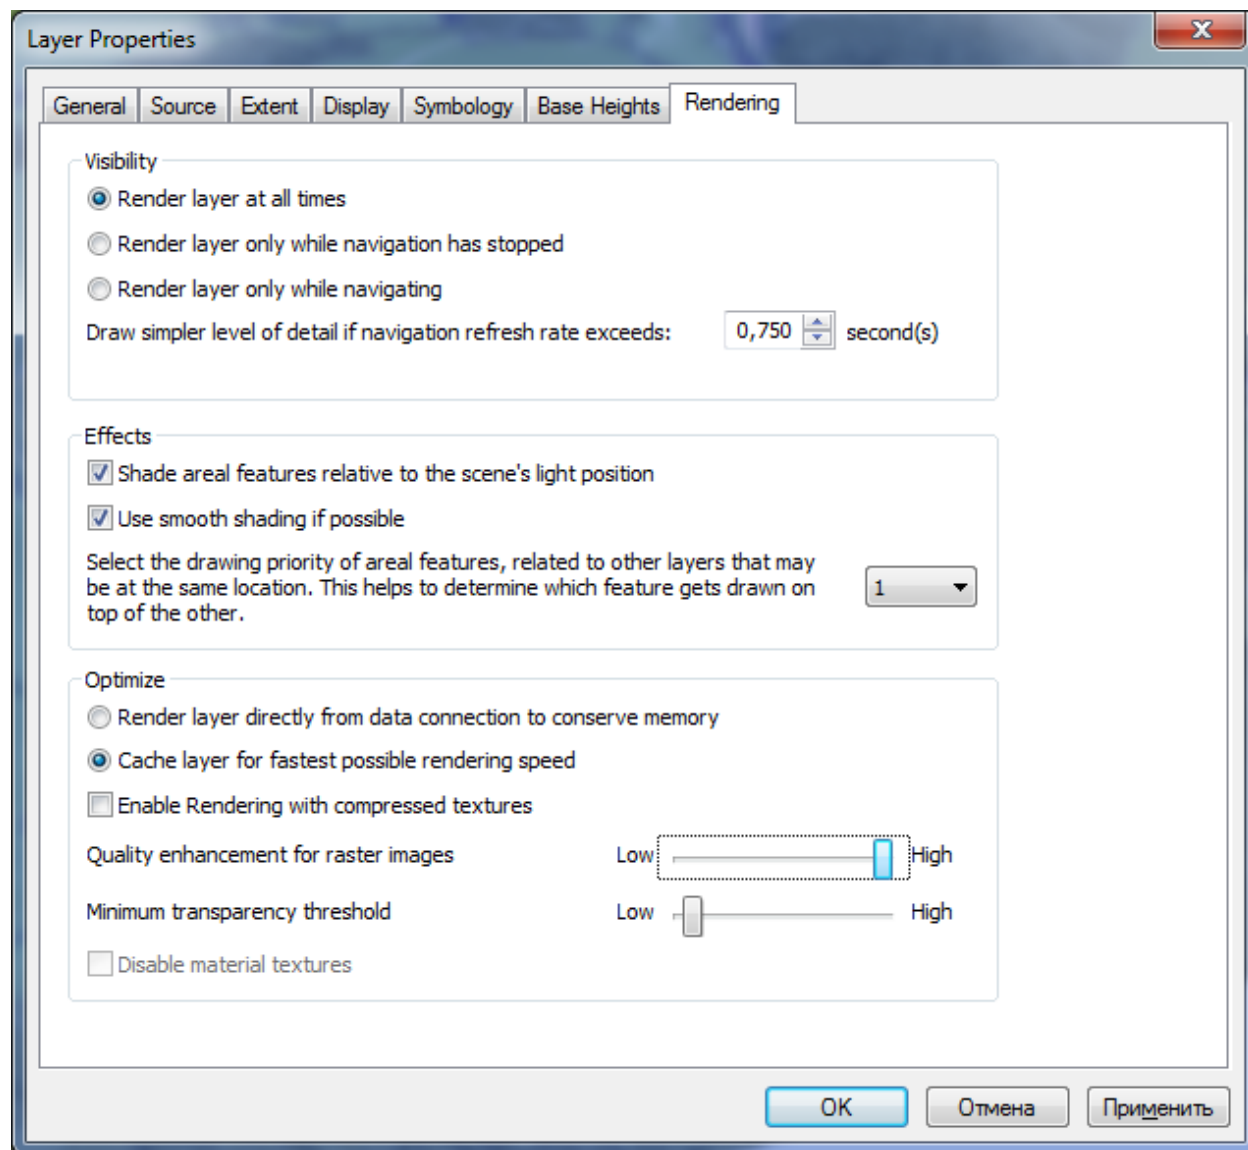 Layer Properties
General Source Extent Display Symbology Base Heights Rendering
Visibility
Render layer at all times
Render layer only while navigation has stopped
Render layer only while navigating
Draw simpler level of detail if navigation refresh rate exceeds: 0,750 second(s)
Effects
Shade areal features relative to the scene's light position
Use smooth shading if possible
Select the drawing priority of areal features, related to other layers that may
be at the same location. This helps to determine which feature gets drawn on
top of the other.
1
Optimize
Render layer directly from data connection to conserve memory
Cache layer for fastest possible rendering speed
Enable Rendering with compressed textures
Quality enhancement for raster images Low High
Minimum transparency threshold Low High
Disable material textures
OK Отмена Применить